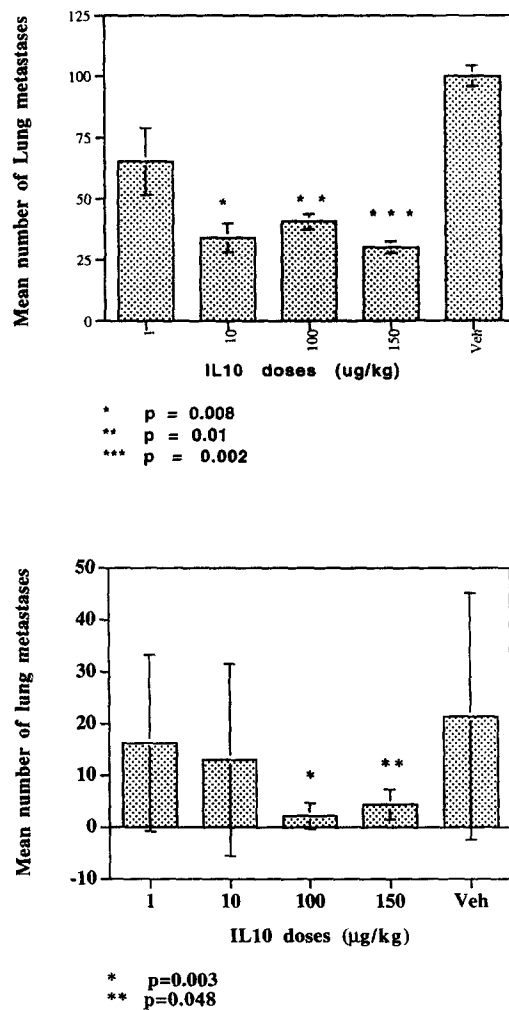 125
100
75
50
25
0
Mean number of Lung metastases
*
* *
* * *
1 10 100 150 Veh
IL10 doses (ug/kg)
* p = 0.008
** p = 0.01
*** p = 0.002
50
40
30
20
10
0
-10
Mean number of lung metastases
*
**
1 10 100 150 Veh
IL10 doses (µg/kg)
* p=0.003
** p=0.048